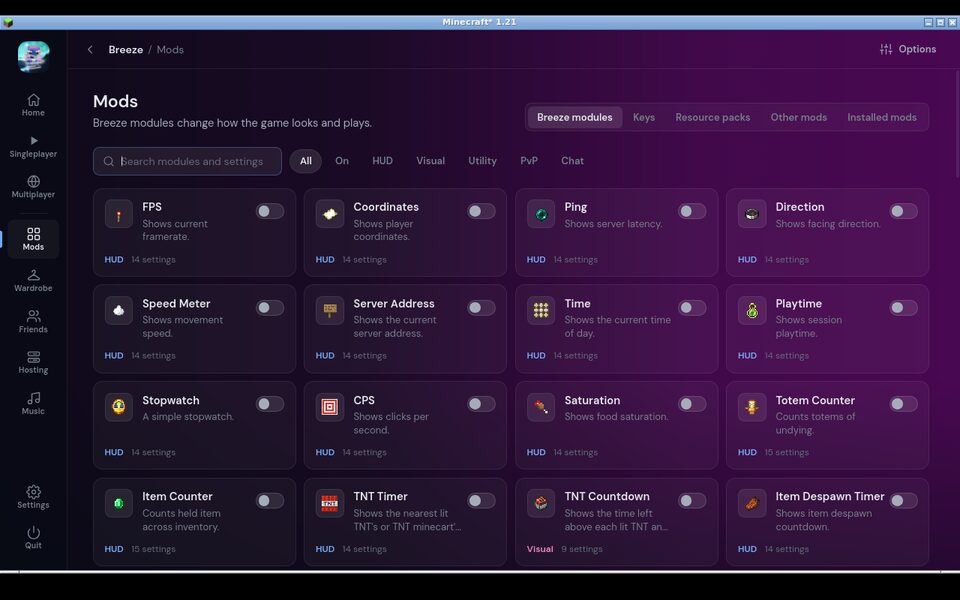 Minecraft* 1.21
Breeze / Mods
Options
Home
Singleplayer
Multiplayer
Mods
Wardrobe
Friends
Hosting
Music
Settings
Quit
Mods
Breeze modules change how the game looks and plays.
Breeze modules Keys Resource packs Other mods Installed mods
Search modules and settings
All On HUD Visual Utility PvP Chat
FPS
Shows current
framerate.
HUD 14 settings
Coordinates
Shows player
coordinates.
HUD 14 settings
Ping
Shows server latency.
HUD 14 settings
Direction
Shows facing direction.
HUD 14 settings
Speed Meter
Shows movement
speed.
HUD 14 settings
Server Address
Shows the current
server address.
HUD 14 settings
Time
Shows the current time
of day.
HUD 14 settings
Playtime
Shows session
playtime.
HUD 14 settings
Stopwatch
A simple stopwatch.
HUD 14 settings
CPS
Shows clicks per
second.
HUD 14 settings
Saturation
Shows food saturation.
HUD 14 settings
Totem Counter
Counts totems of
undying.
HUD 15 settings
Item Counter
Counts held item
across inventory.
HUD 15 settings
TNT
TNT Timer
Shows the nearest lit
TNT's or TNT minecart'...
HUD 14 settings
TNT Countdown
Shows the time left
above each lit TNT an...
Visual 9 settings
Item Despawn Timer
Shows item despawn
countdown.
HUD 14 settings